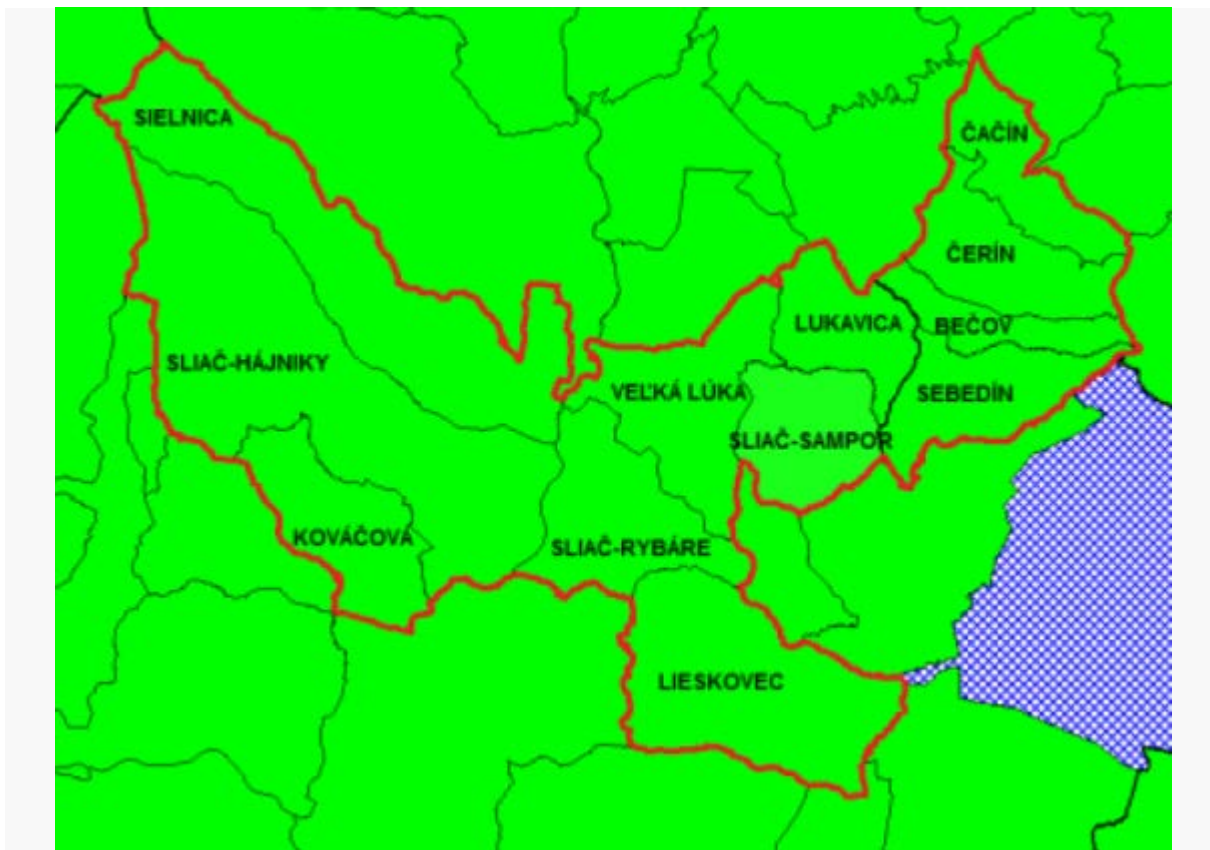 SIELNICA
ČAČÍN
ČERÍN
LUKAVICA
BEČOV
SLIAČ-HÁJNIKY
VEĽKÁ LÚKA
SEBEDÍN
SLIAČ-SAMPOR
KOVÁČOVÁ
SLIAČ-RYBÁRE
LIESKOVEC